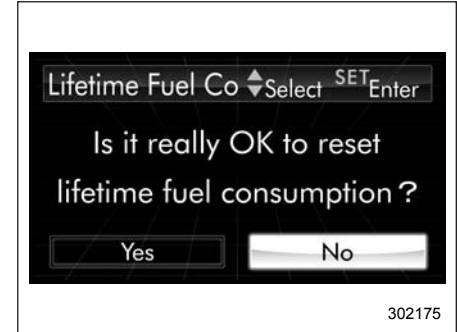 Lifetime Fuel Co Select SET Enter
Is it really OK to reset
lifetime fuel consumption ?
Yes No
302175